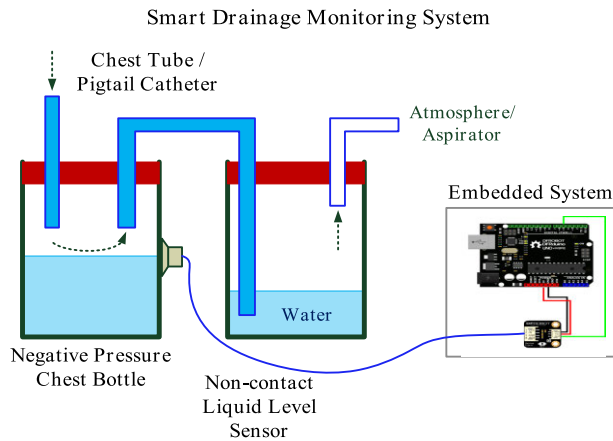 Smart Drainage Monitoring System
Chest Tube /
Pigtail Catheter
Atmosphere/
Aspirator
Embedded System
Water
Negative Pressure
Chest Bottle
Non-contact
Liquid Level
Sensor